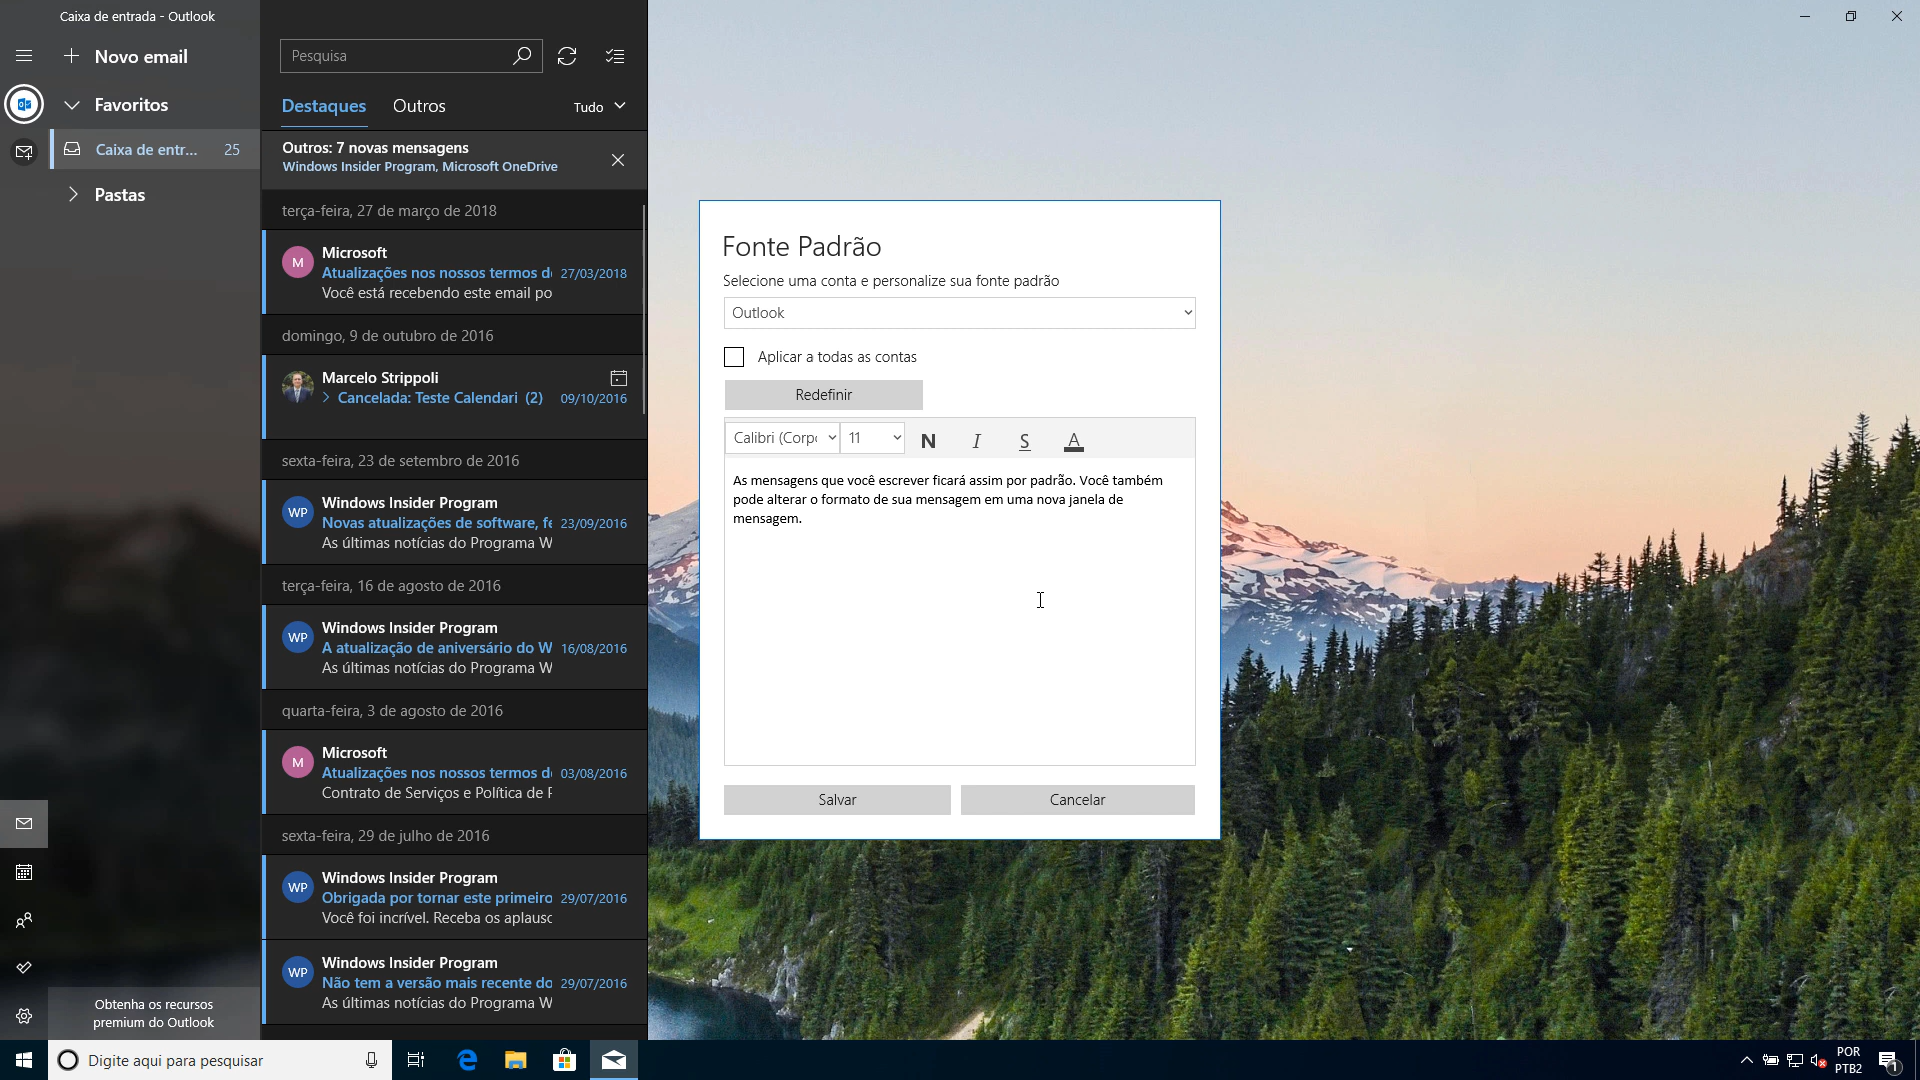 Caixa de entrada - Outlook
Novo email
Favoritos
Caixa de entr... 25
Pastas
Obtenha os recursos
premium do Outlook
Pesquisa
Destaques Outros Tudo
Outros: 7 novas mensagens
Windows Insider Program, Microsoft OneDrive
terça-feira, 27 de março de 2018
M
Microsoft
Atualizações nos nossos termos d 27/03/2018
Você está recebendo este email po
domingo, 9 de outubro de 2016
Marcelo Strippoli
> Cancelada: Teste Calendari (2) 09/10/2016
sexta-feira, 23 de setembro de 2016
WP
Windows Insider Program
Novas atualizações de software, fe 23/09/2016
As últimas notícias do Programa W
terça-feira, 16 de agosto de 2016
WP
Windows Insider Program
A atualização de aniversário do W 16/08/2016
As últimas notícias do Programa W
quarta-feira, 3 de agosto de 2016
M
Microsoft
Atualizações nos nossos termos d 03/08/2016
Contrato de Serviços e Política de F
sexta-feira, 29 de julho de 2016
WP
Windows Insider Program
Obrigada por tornar este primeiro 29/07/2016
Você foi incrível. Receba os aplausc
WP
Windows Insider Program
Não tem a versão mais recente do 29/07/2016
As últimas notícias do Programa W
Fonte Padrão
Selecione uma conta e personalize sua fonte padrão
Outlook
Aplicar a todas as contas
Redefinir
Calibri (Corpo 11 N I S A
As mensagens que você escrever ficará assim por padrão. Você também
pode alterar o formato de sua mensagem em uma nova janela de
mensagem.
Salvar Cancelar
Digite aqui para pesquisar
POR
PTB2
1